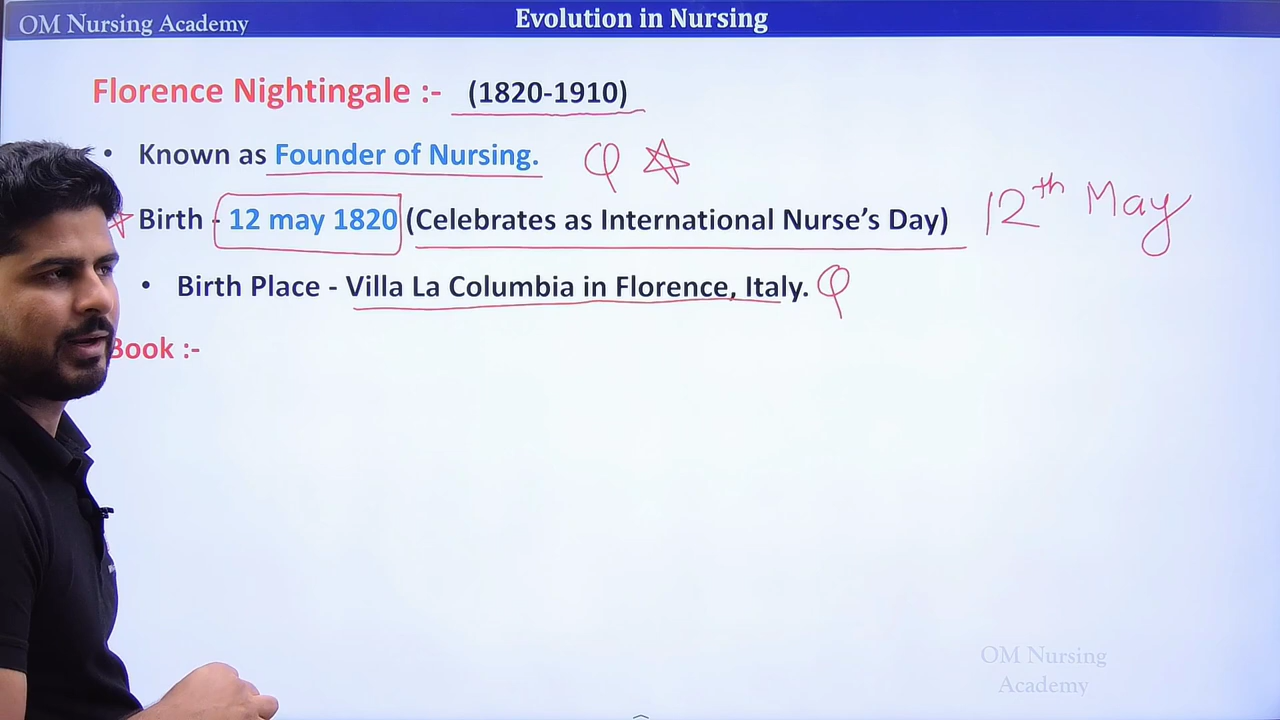 OM Nursing Academy
Evolution in Nursing
Florence Nightingale :- (1820-1910)
• Known as Founder of Nursing.
Birth - 12 may 1820 (Celebrates as International Nurse's Day) 12th May
• Birth Place - Villa La Columbia in Florence, Italy.
Book :-
OM Nursing
Academy